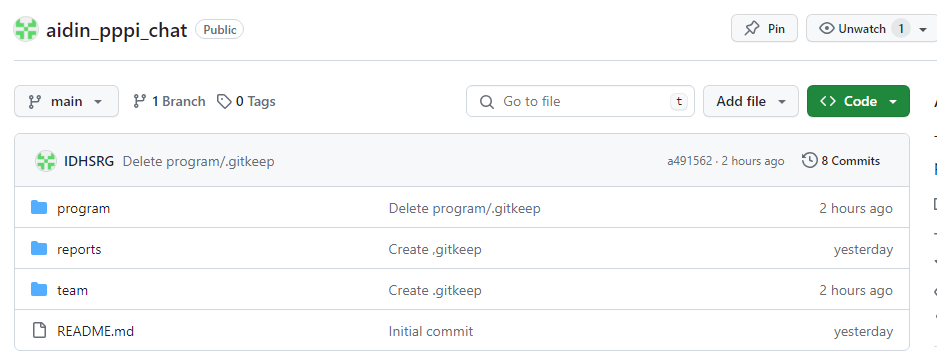 aidin_pppi_chat Public Pin Unwatch 1
main 1 Branch 0 Tags Go to file t Add file Code
IDHSRG Delete program/.gitkeep a491562 · 2 hours ago 8 Commits
program Delete program/.gitkeep 2 hours ago
reports Create .gitkeep yesterday
team Create .gitkeep 2 hours ago
README.md Initial commit yesterday